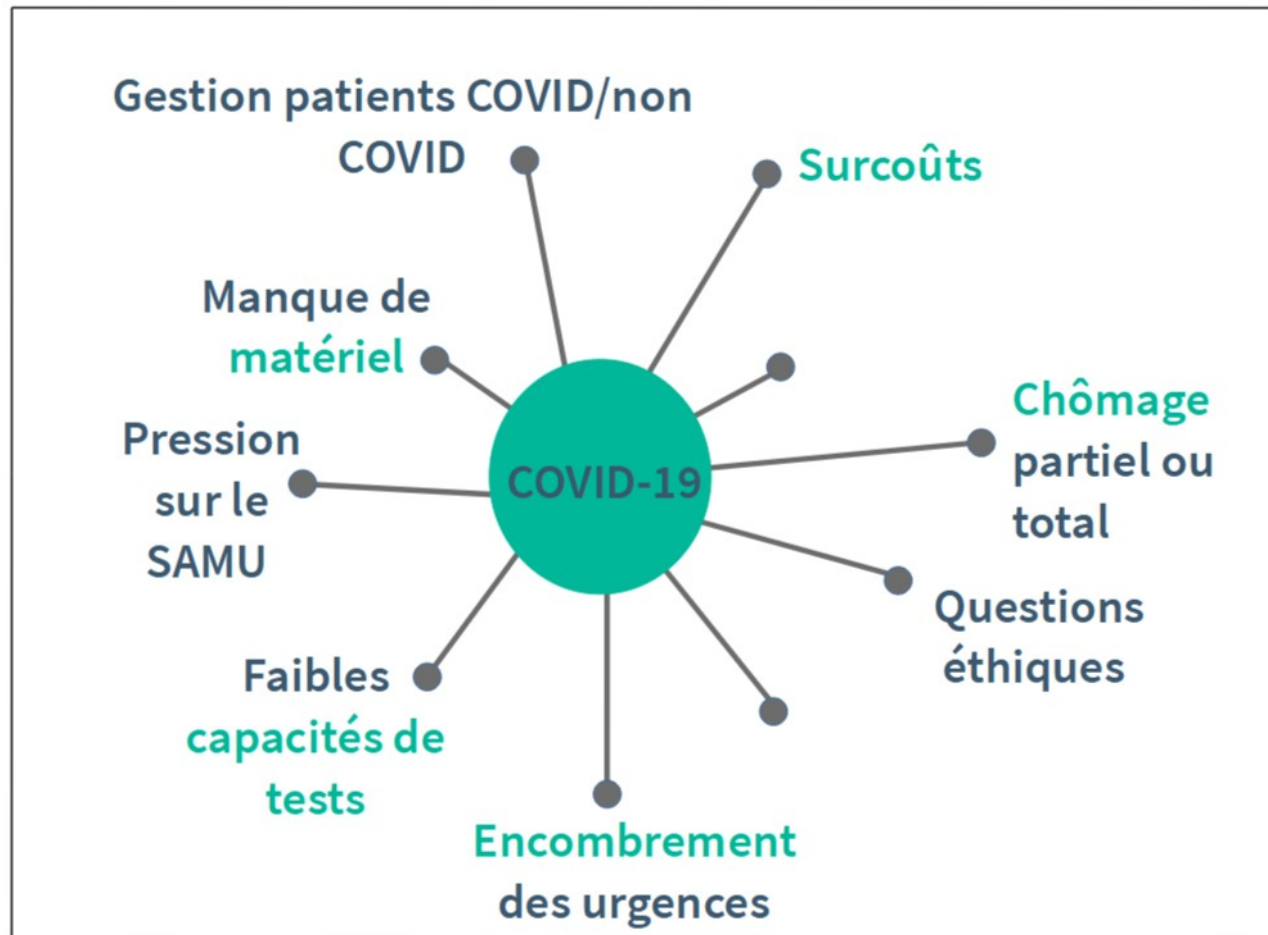 Gestion patients COVID/non
COVID
Surcoûts
Manque de
matériel
Chômage
partiel ou
total
Pression
sur le
SAMU
COVID-19
Questions
éthiques
Faibles
capacités de
tests
Encombrement
des urgences